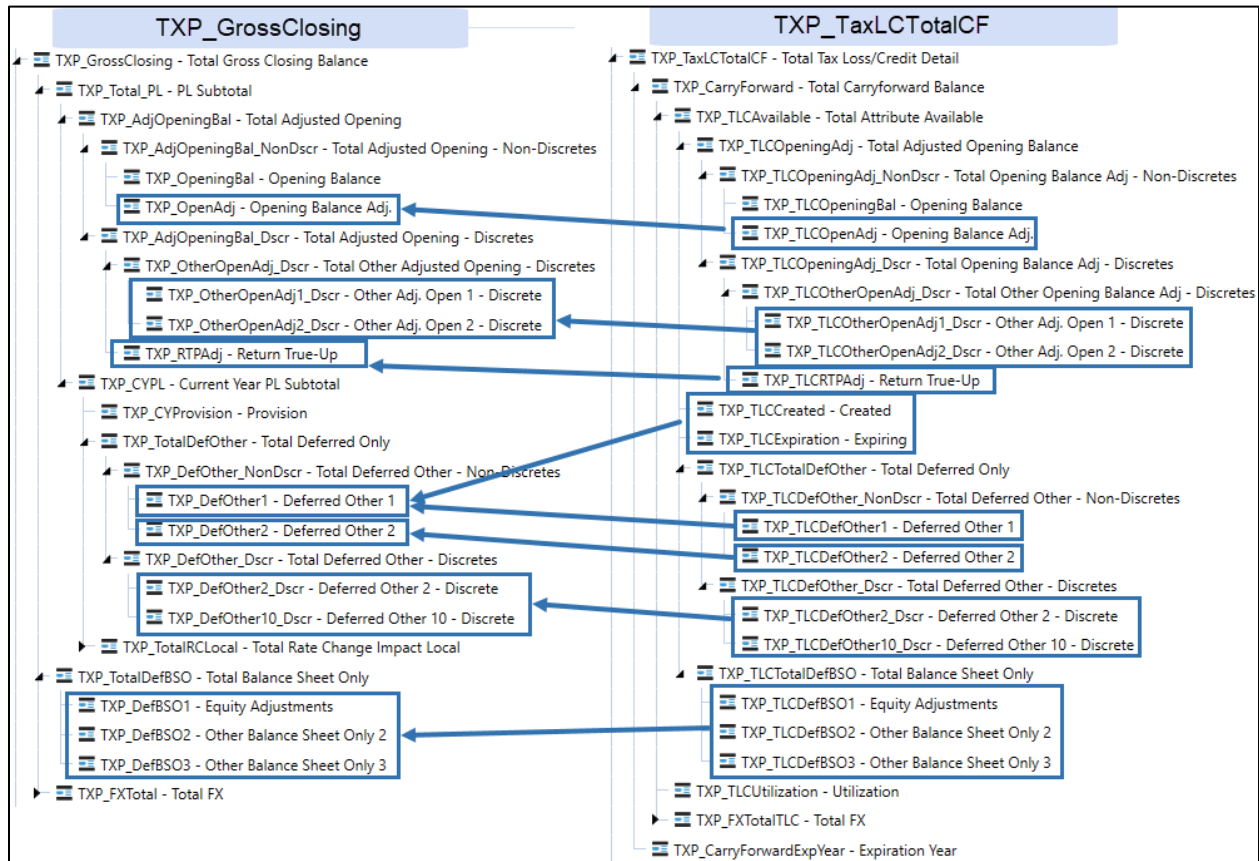 TXP_GrossClosing
TXP_GrossClosing - Total Gross Closing Balance
TXP_Total_PL - PL Subtotal
TXP_AdjOpeningBal - Total Adjusted Opening
TXP_AdjOpeningBal_NonDscr - Total Adjusted Opening - Non-Discretes
TXP_OpeningBal - Opening Balance
TXP_OpenAdj - Opening Balance Adj.
TXP_AdjOpeningBal_Dscr - Total Adjusted Opening - Discretes
TXP_OtherOpenAdj_Dscr - Total Other Adjusted Opening - Discretes
TXP_OtherOpenAdj1_Dscr - Other Adj. Open 1 - Discrete
TXP_OtherOpenAdj2_Dscr - Other Adj. Open 2 - Discrete
TXP_RTPAdj - Return True-Up
TXP_CYPL - Current Year PL Subtotal
TXP_CYProvision - Provision
TXP_TotalDefOther - Total Deferred Only
TXP_DefOther_NonDscr - Total Deferred Other - Non-Discretes
TXP_DefOther1 - Deferred Other 1
TXP_DefOther2 - Deferred Other 2
TXP_DefOther_Dscr - Total Deferred Other - Discretes
TXP_DefOther2_Dscr - Deferred Other 2 - Discrete
TXP_DefOther10_Dscr - Deferred Other 10 - Discrete
TXP_TotalRCLocal - Total Rate Change Impact Local
TXP_TotalDefBSO - Total Balance Sheet Only
TXP_DefBSO1 - Equity Adjustments
TXP_DefBSO2 - Other Balance Sheet Only 2
TXP_DefBSO3 - Other Balance Sheet Only 3
TXP_FXTotal - Total FX
TXP_TaxLCTotalCF
TXP_TaxLCTotalCF - Total Tax Loss/Credit Detail
TXP_CarryForward - Total Carryforward Balance
TXP_TLCAvailable - Total Attribute Available
TXP_TLCOpeningAdj - Total Adjusted Opening Balance
TXP_TLCOpeningAdj_NonDscr - Total Opening Balance Adj - Non-Discretes
TXP_TLCOpeningBal - Opening Balance
TXP_TLCOpenAdj - Opening Balance Adj.
TXP_TLCOpeningAdj_Dscr - Total Opening Balance Adj - Discretes
TXP_TLCOtherOpenAdj_Dscr - Total Other Opening Balance Adj - Discretes
TXP_TLCOtherOpenAdj1_Dscr - Other Adj. Open 1 - Discrete
TXP_TLCOtherOpenAdj2_Dscr - Other Adj. Open 2 - Discrete
TXP_TLCRTPAdj - Return True-Up
TXP_TLCCreated - Created
TXP_TLCExpiration - Expiring
TXP_TLCTotalDefOther - Total Deferred Only
TXP_TLCDefOther_NonDscr - Total Deferred Other - Non-Discretes
TXP_TLCDefOther1 - Deferred Other 1
TXP_TLCDefOther2 - Deferred Other 2
TXP_TLCDefOther_Dscr - Total Deferred Other - Discretes
TXP_TLCDefOther2_Dscr - Deferred Other 2 - Discrete
TXP_TLCDefOther10_Dscr - Deferred Other 10 - Discrete
TXP_TLCTotalDefBSO - Total Balance Sheet Only
TXP_TLCDefBSO1 - Equity Adjustments
TXP_TLCDefBSO2 - Other Balance Sheet Only 2
TXP_TLCDefBSO3 - Other Balance Sheet Only 3
TXP_TLCUtilization - Utilization
TXP_FXTotalTLC - Total FX
TXP_CarryForwardExpYear - Expiration Year